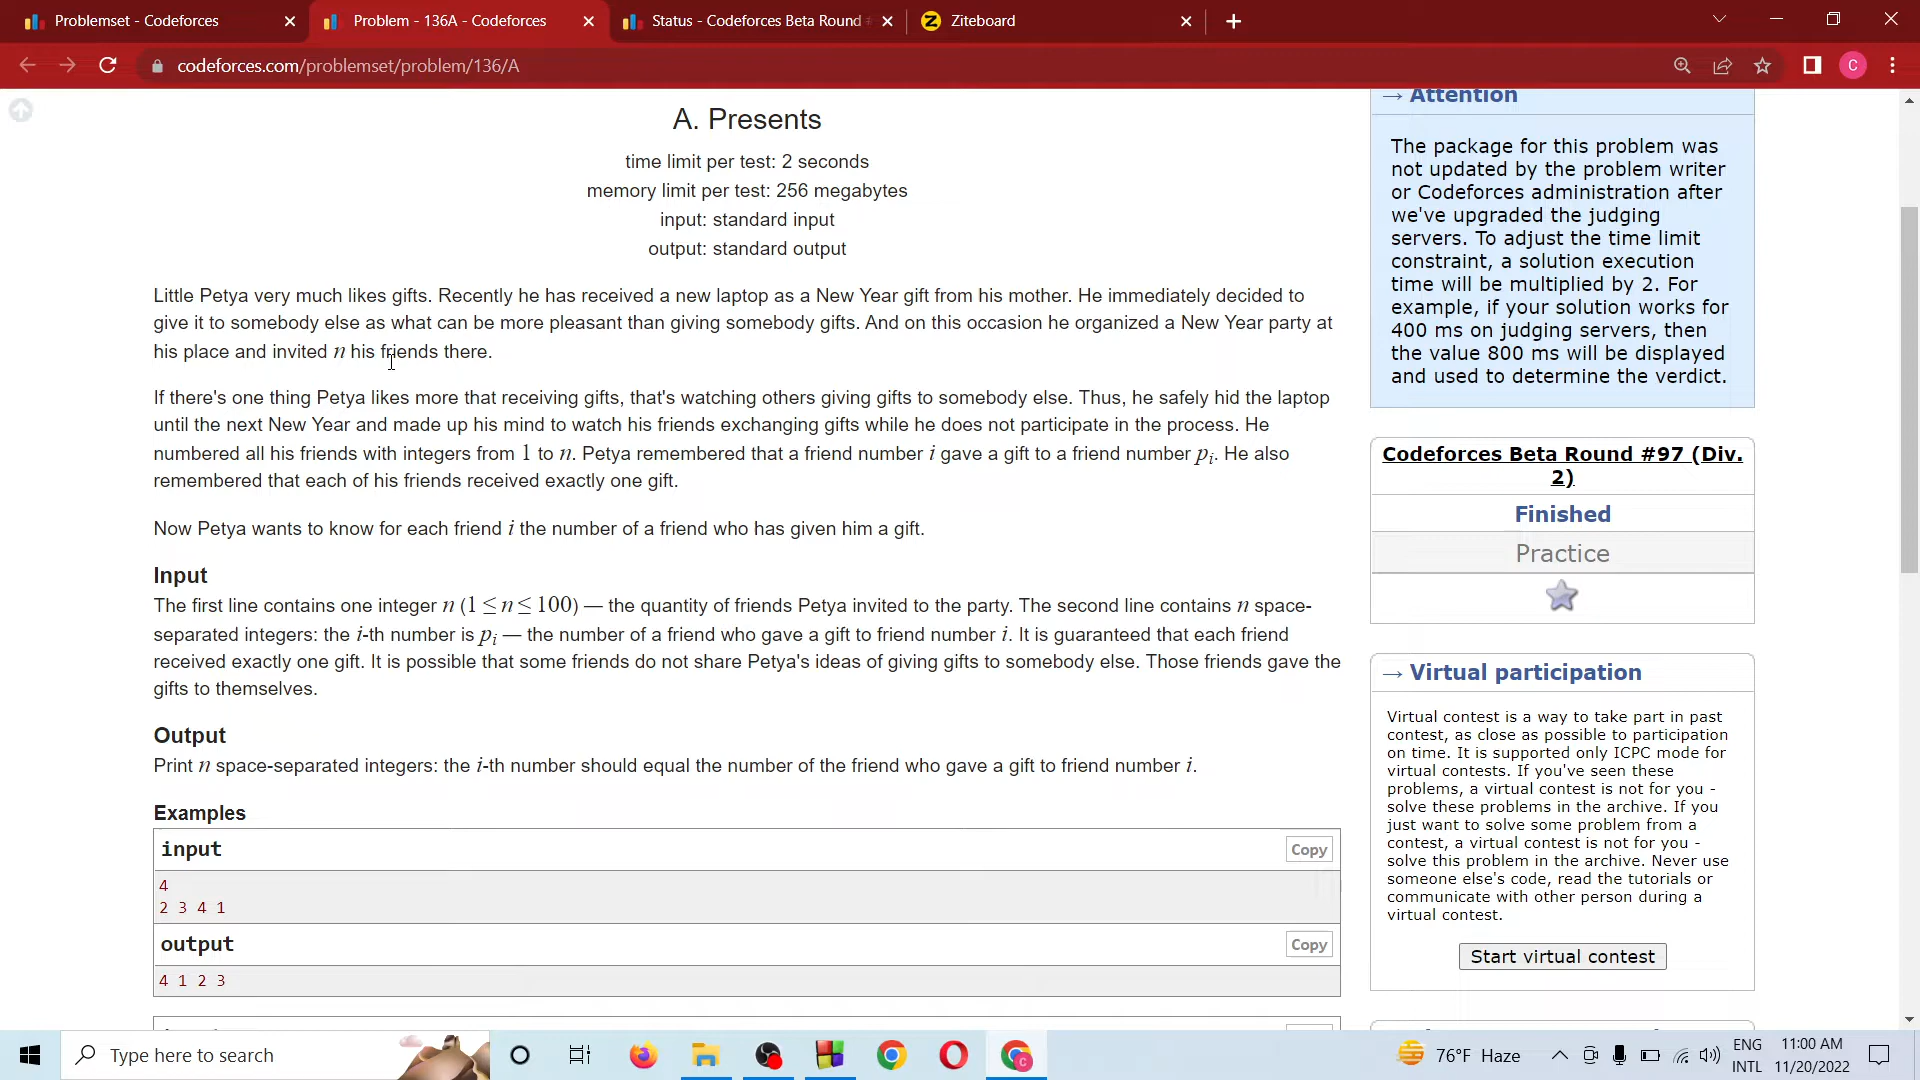 Problemset - Codeforces
Problem - 136A - Codeforces
Status - Codeforces Beta Round
Ziteboard
codeforces.com/problemset/problem/136/A
C
A. Presents
time limit per test: 2 seconds
memory limit per test: 256 megabytes
input: standard input
output: standard output
Little Petya very much likes gifts. Recently he has received a new laptop as a New Year gift from his mother. He immediately decided to
give it to somebody else as what can be more pleasant than giving somebody gifts. And on this occasion he organized a New Year party at
his place and invited n his friends there.
If there's one thing Petya likes more that receiving gifts, that's watching others giving gifts to somebody else. Thus, he safely hid the laptop
until the next New Year and made up his mind to watch his friends exchanging gifts while he does not participate in the process. He
numbered all his friends with integers from 1 to n. Petya remembered that a friend number i gave a gift to a friend number pᵢ. He also
remembered that each of his friends received exactly one gift.
Now Petya wants to know for each friend i the number of a friend who has given him a gift.
Input
The first line contains one integer n (1 ≤ n ≤ 100) — the quantity of friends Petya invited to the party. The second line contains n space-
separated integers: the i-th number is pᵢ — the number of a friend who gave a gift to friend number i. It is guaranteed that each friend
received exactly one gift. It is possible that some friends do not share Petya's ideas of giving gifts to somebody else. Those friends gave the
gifts to themselves.
Output
Print n space-separated integers: the i-th number should equal the number of the friend who gave a gift to friend number i.
Examples
input
Copy
4
2 3 4 1
output
Copy
4 1 2 3
→ Attention
The package for this problem was
not updated by the problem writer
or Codeforces administration after
we've upgraded the judging
servers. To adjust the time limit
constraint, a solution execution
time will be multiplied by 2. For
example, if your solution works for
400 ms on judging servers, then
the value 800 ms will be displayed
and used to determine the verdict.
Codeforces Beta Round #97 (Div.
2)
Finished
Practice
→ Virtual participation
Virtual contest is a way to take part in past
contest, as close as possible to participation
on time. It is supported only ICPC mode for
virtual contests. If you've seen these
problems, a virtual contest is not for you -
solve these problems in the archive. If you
just want to solve some problem from a
contest, a virtual contest is not for you -
solve this problem in the archive. Never use
someone else's code, read the tutorials or
communicate with other person during a
virtual contest.
Start virtual contest
Type here to search
76°F Haze
ENG
INTL
11:00 AM
11/20/2022